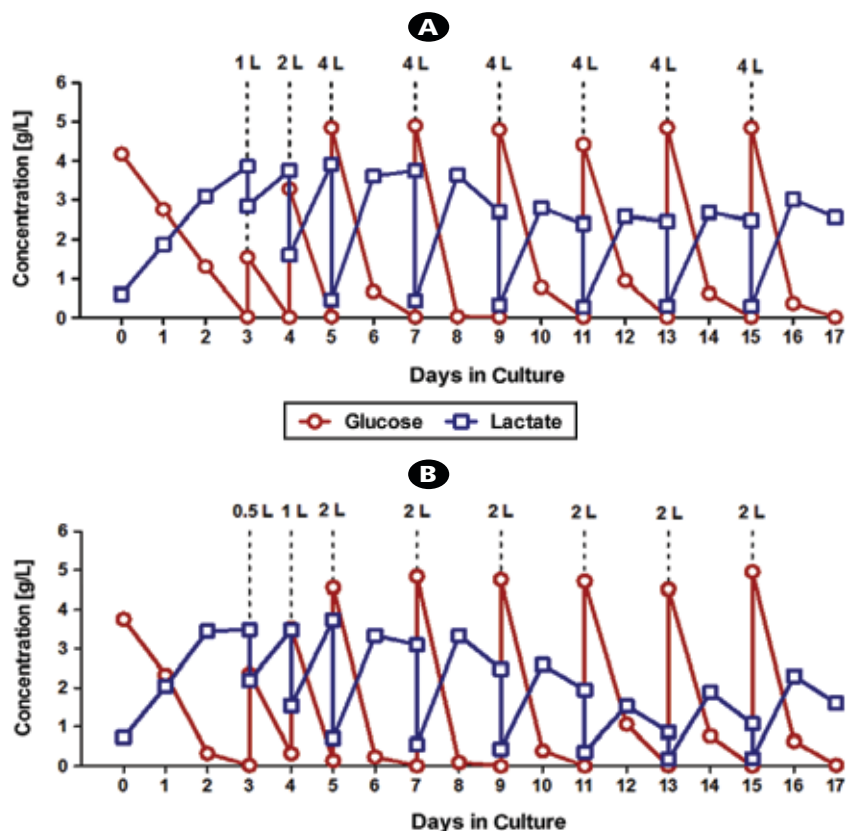 A
1 L 2 L 4 L 4 L 4 L 4 L 4 L 4 L
Concentration [g/L]
6
5
4
3
2
1
0
0 1 2 3 4 5 6 7 8 9 10 11 12 13 14 15 16 17
Days in Culture
Glucose Lactate
B
0.5 L 1 L 2 L 2 L 2 L 2 L 2 L 2 L
Concentration [g/L]
6
5
4
3
2
1
0
0 1 2 3 4 5 6 7 8 9 10 11 12 13 14 15 16 17
Days in Culture